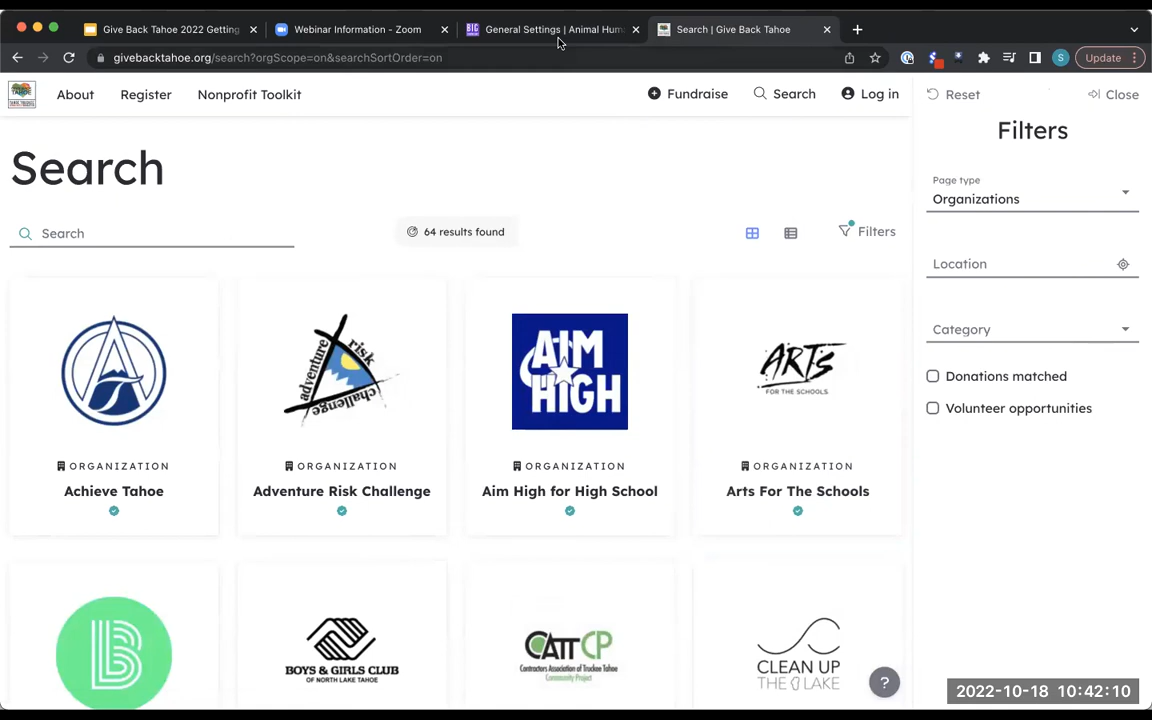 Give Back Tahoe 2022 Getting
Webinar Information - Zoom
BIG
General Settings | Animal Hum
Search | Give Back Tahoe
givebacktahoe.org/search?orgScope=on&searchSortOrder=on
S
Update
About
Register
Nonprofit Toolkit
Fundraise
Search
Log in
Reset
Close
Search
Filters
Page type
Organizations
Search
64 results found
Filters
Location
Category
Donations matched
Volunteer opportunities
adventure risk challenge
AIM HIGH
ARTS
FOR THE SCHOOLS
ORGANIZATION
ORGANIZATION
ORGANIZATION
ORGANIZATION
Achieve Tahoe
Adventure Risk Challenge
Aim High for High School
Arts For The Schools
B
BOYS & GIRLS CLUB
OF NORTH LAKE TAHOE
CATT CP
Contractors Association of Truckee Tahoe
Community Project
CLEAN UP
THE LAKE
?
2022-10-18 10:42:10